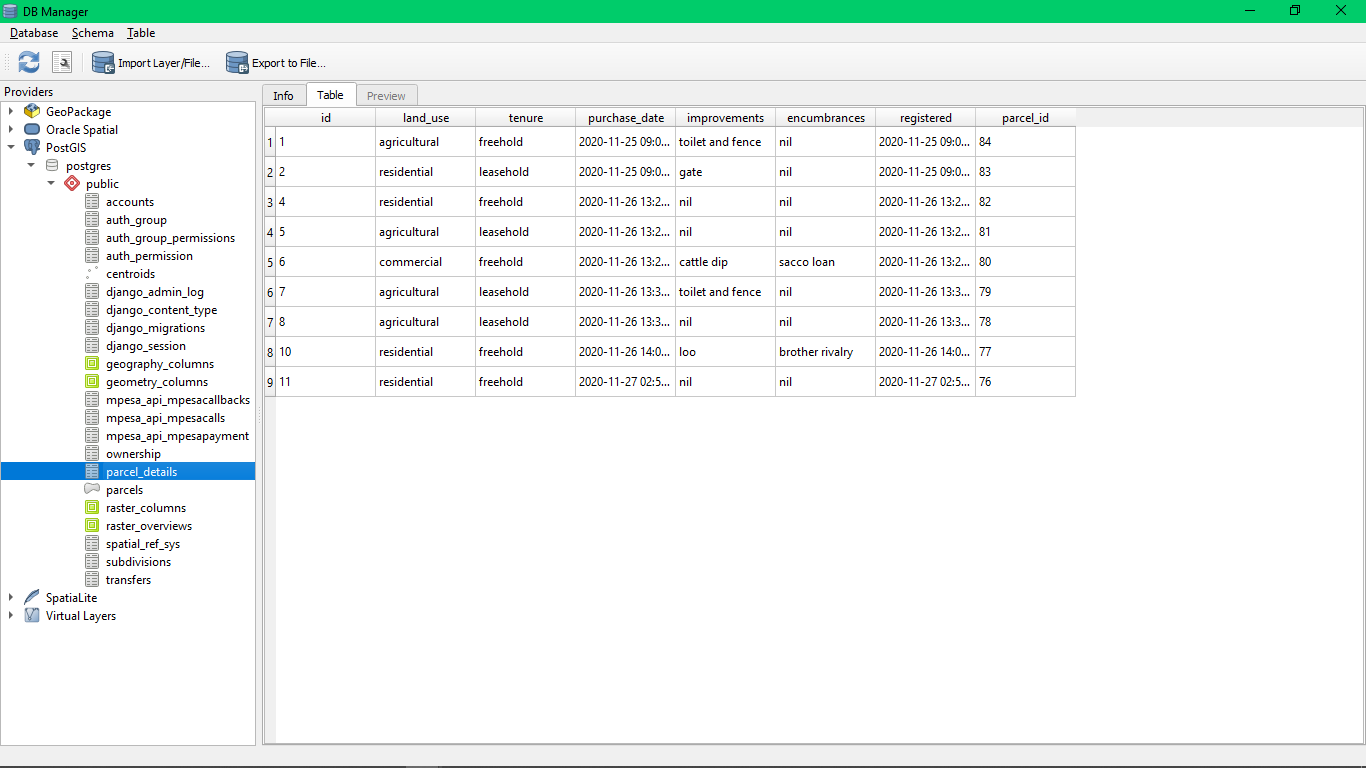 DB Manager
Database Schema Table
Import Layer/File... Export to File...
Providers
GeoPackage
Oracle Spatial
PostGIS
postgres
public
accounts
auth_group
auth_group_permissions
auth_permission
centroids
django_admin_log
django_content_type
django_migrations
django_session
geography_columns
geometry_columns
mpesa_api_mpesacallbacks
mpesa_api_mpesacalls
mpesa_api_mpesapayment
ownership
parcel_details
parcels
raster_columns
raster_overviews
spatial_ref_sys
subdivisions
transfers
SpatiaLite
Virtual Layers
Info Table Preview
id land_use tenure purchase_date improvements encumbrances registered parcel_id
1 1 agricultural freehold 2020-11-25 09:0... toilet and fence nil 2020-11-25 09:0... 84
2 2 residential leasehold 2020-11-25 09:0... gate nil 2020-11-25 09:0... 83
3 4 residential freehold 2020-11-26 13:2... nil nil 2020-11-26 13:2... 82
4 5 agricultural leasehold 2020-11-26 13:2... nil nil 2020-11-26 13:2... 81
5 6 commercial freehold 2020-11-26 13:2... cattle dip sacco loan 2020-11-26 13:2... 80
6 7 agricultural leasehold 2020-11-26 13:3... toilet and fence nil 2020-11-26 13:3... 79
7 8 agricultural leasehold 2020-11-26 13:3... nil nil 2020-11-26 13:3... 78
8 10 residential freehold 2020-11-26 14:0... loo brother rivalry 2020-11-26 14:0... 77
9 11 residential freehold 2020-11-27 02:5... nil nil 2020-11-27 02:5... 76